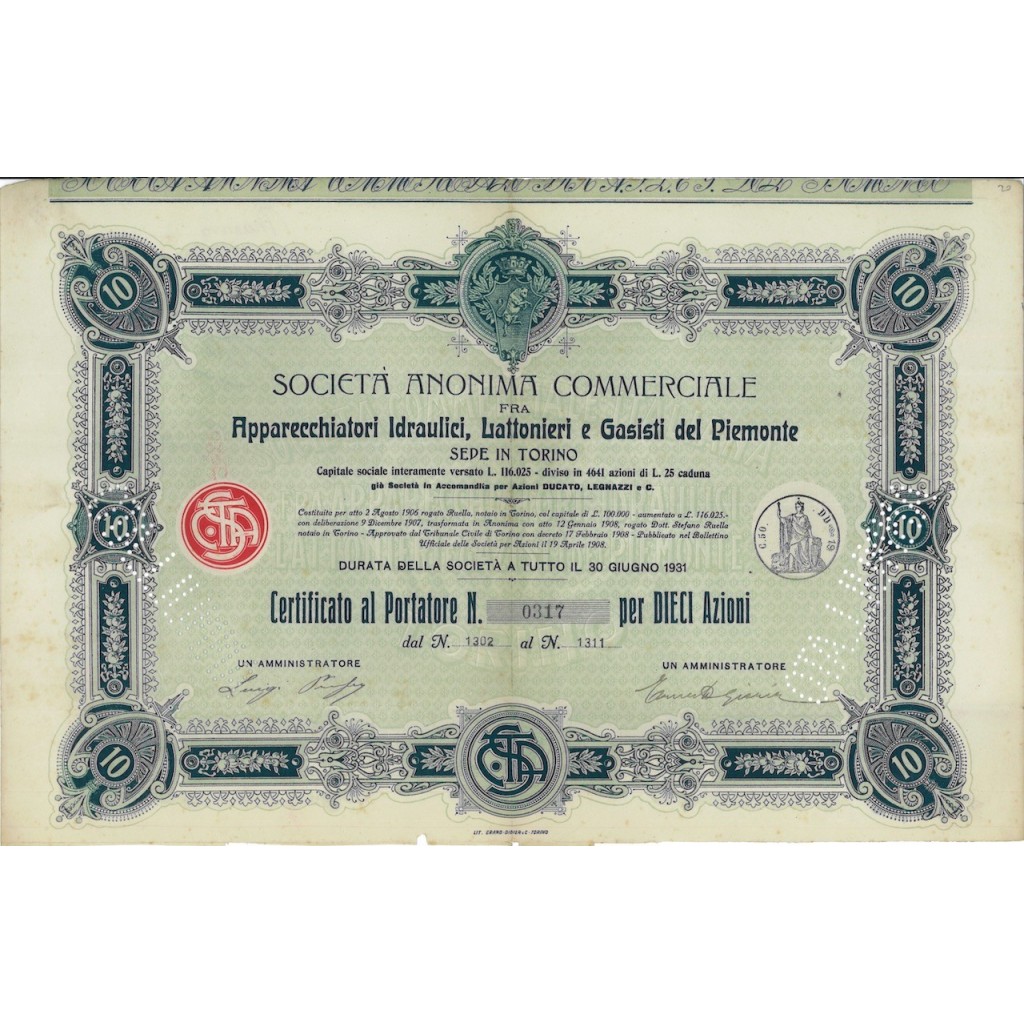 20
10
10
SOCIETÀ ANONIMA COMMERCIALE
FRA
Apparecchiatori Idraulici, Lattonieri e Gasisti del Piemonte
SEDE IN TORINO
Capitale sociale interamente versato L. 116.025 - diviso in 4641 azioni di L. 25 caduna
già Società in Accomandita per Azioni DUCATO, LEGNAZZI e C.
Costituita per atto 2 Agosto 1906 rogato Ruella, notaio in Torino, col capitale di L. 100.000 - aumentato a L. 116.025.-
con deliberazione 9 Dicembre 1907, trasformata in Anonima con atto 12 Gennaio 1908, rogato Dott. Stefano Ruella
notaio in Torino - Approvato dal Tribunale Civile di Torino con decreto 17 Febbraio 1908 - Pubblicato nel Bollettino
Ufficiale delle Società per Azioni il 19 Aprile 1908.
10
C. 50.
10
DURATA DELLA SOCIETÀ A TUTTO IL 30 GIUGNO 1931
Certificato al Portatore N. 0317 per DIECI Azioni
dal N. 1302 al N. 1311
UN AMMINISTRATORE
UN AMMINISTRATORE
10
10